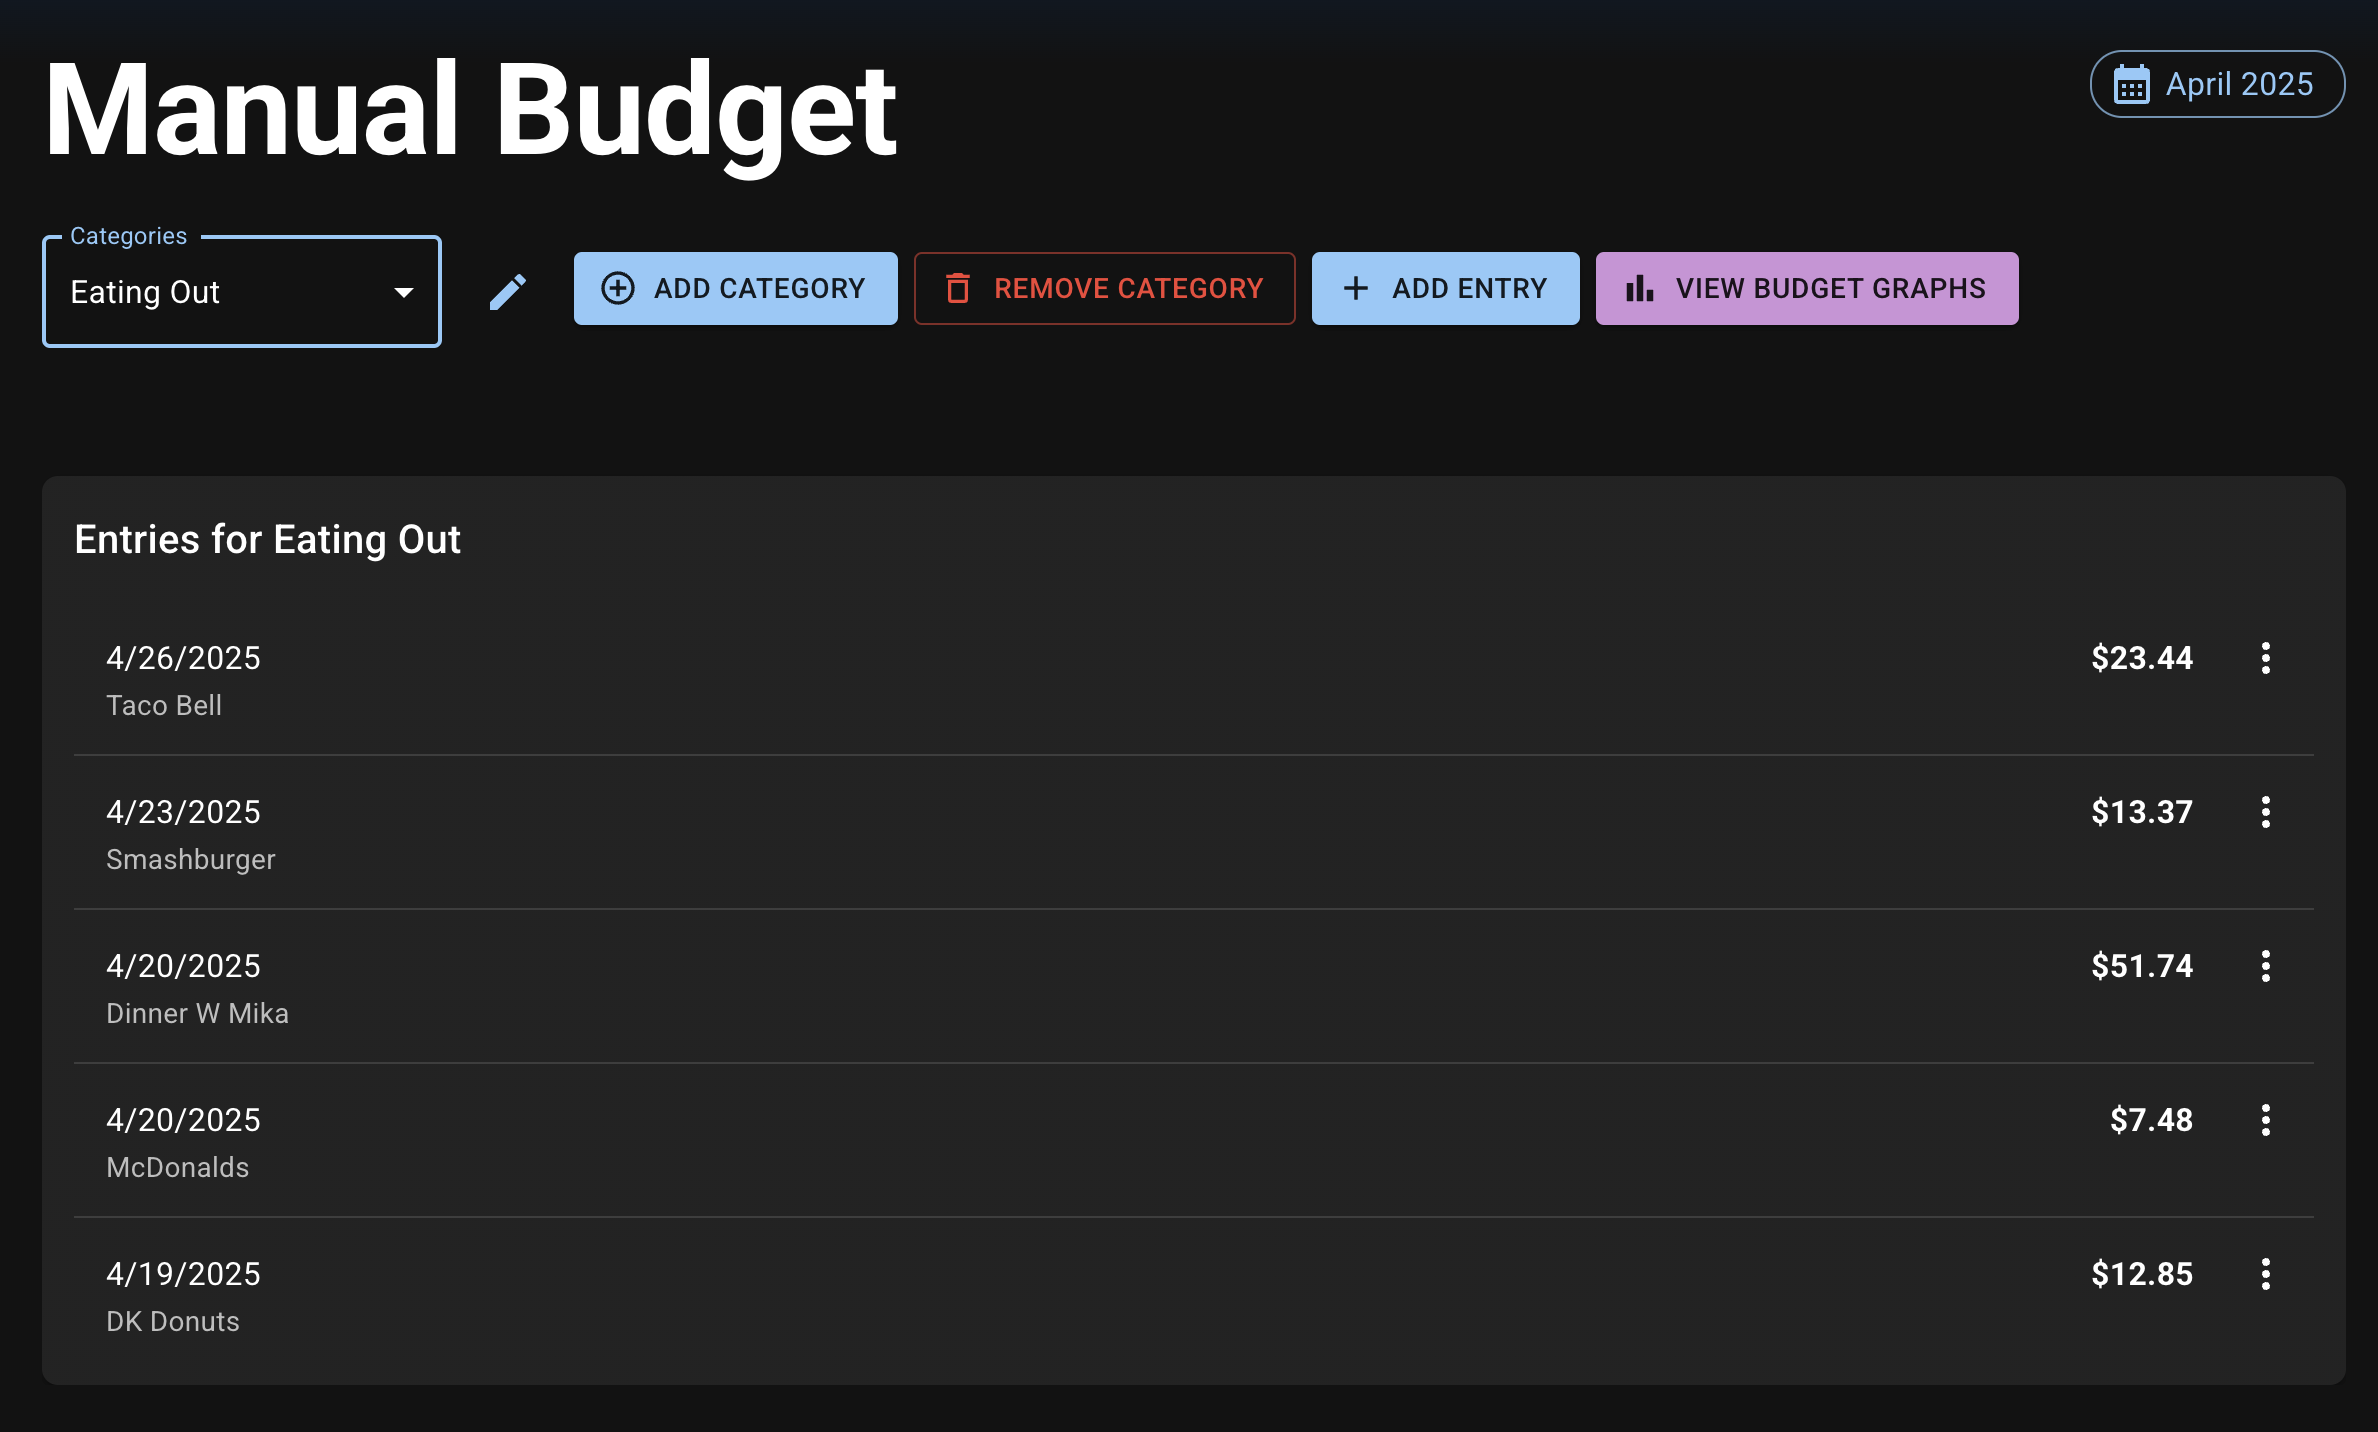 Manual Budget
April 2025
Categories
Eating Out
ADD CATEGORY
REMOVE CATEGORY
ADD ENTRY
VIEW BUDGET GRAPHS
Entries for Eating Out
4/26/2025
$23.44
Taco Bell
4/23/2025
$13.37
Smashburger
4/20/2025
$51.74
Dinner W Mika
4/20/2025
$7.48
McDonalds
4/19/2025
$12.85
DK Donuts